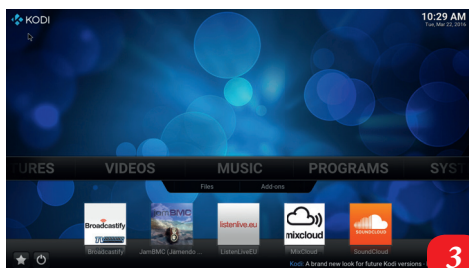 KODI
10:29 AM
Tue, Mar 22, 2016
URES VIDEOS MUSIC PROGRAMS SYST
Files Add-ons
Broadcastify
jamBMC
listenlive.eu
mixcloud
SOUNDCLOUD
Broadcastify JamBMC (Jamendo ... ListenLiveEU MixCloud SoundCloud
Kodi: A brand new look for future Kodi versions
3